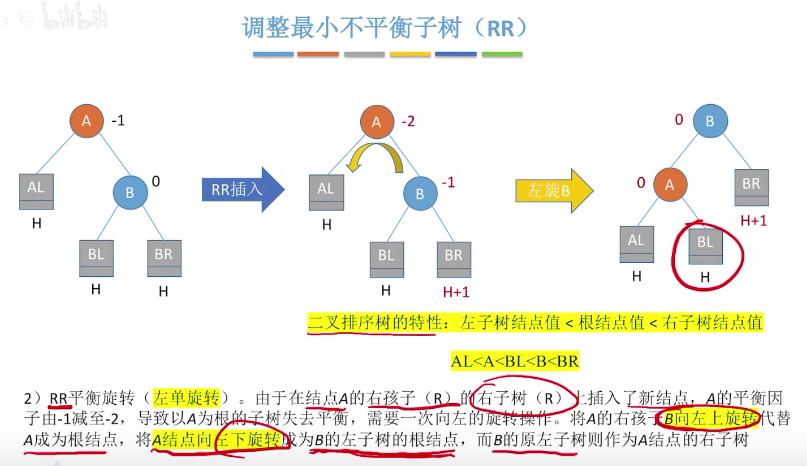 bilibili
调整最小不平衡子树（RR）
A -1
AL
H
B 0
BL
H
BR
H
RR插入
A -2
AL
H
B -1
BL
H
BR
H+1
左旋B
0 B
0 A
BR
H+1
AL
H
BL
H
二叉排序树的特性：左子树结点值 < 根结点值 < 右子树结点值
AL<A<BL<B<BR
2）RR平衡旋转（左单旋转）。由于在结点A的右孩子（R）的右子树（R）上插入了新结点，A的平衡因
子由-1减至-2，导致以A为根的子树失去平衡，需要一次向左的旋转操作。将A的右孩子B向左上旋转代替
A成为根结点，将A结点向左下旋转成为B的左子树的根结点，而B的原左子树则作为A结点的右子树